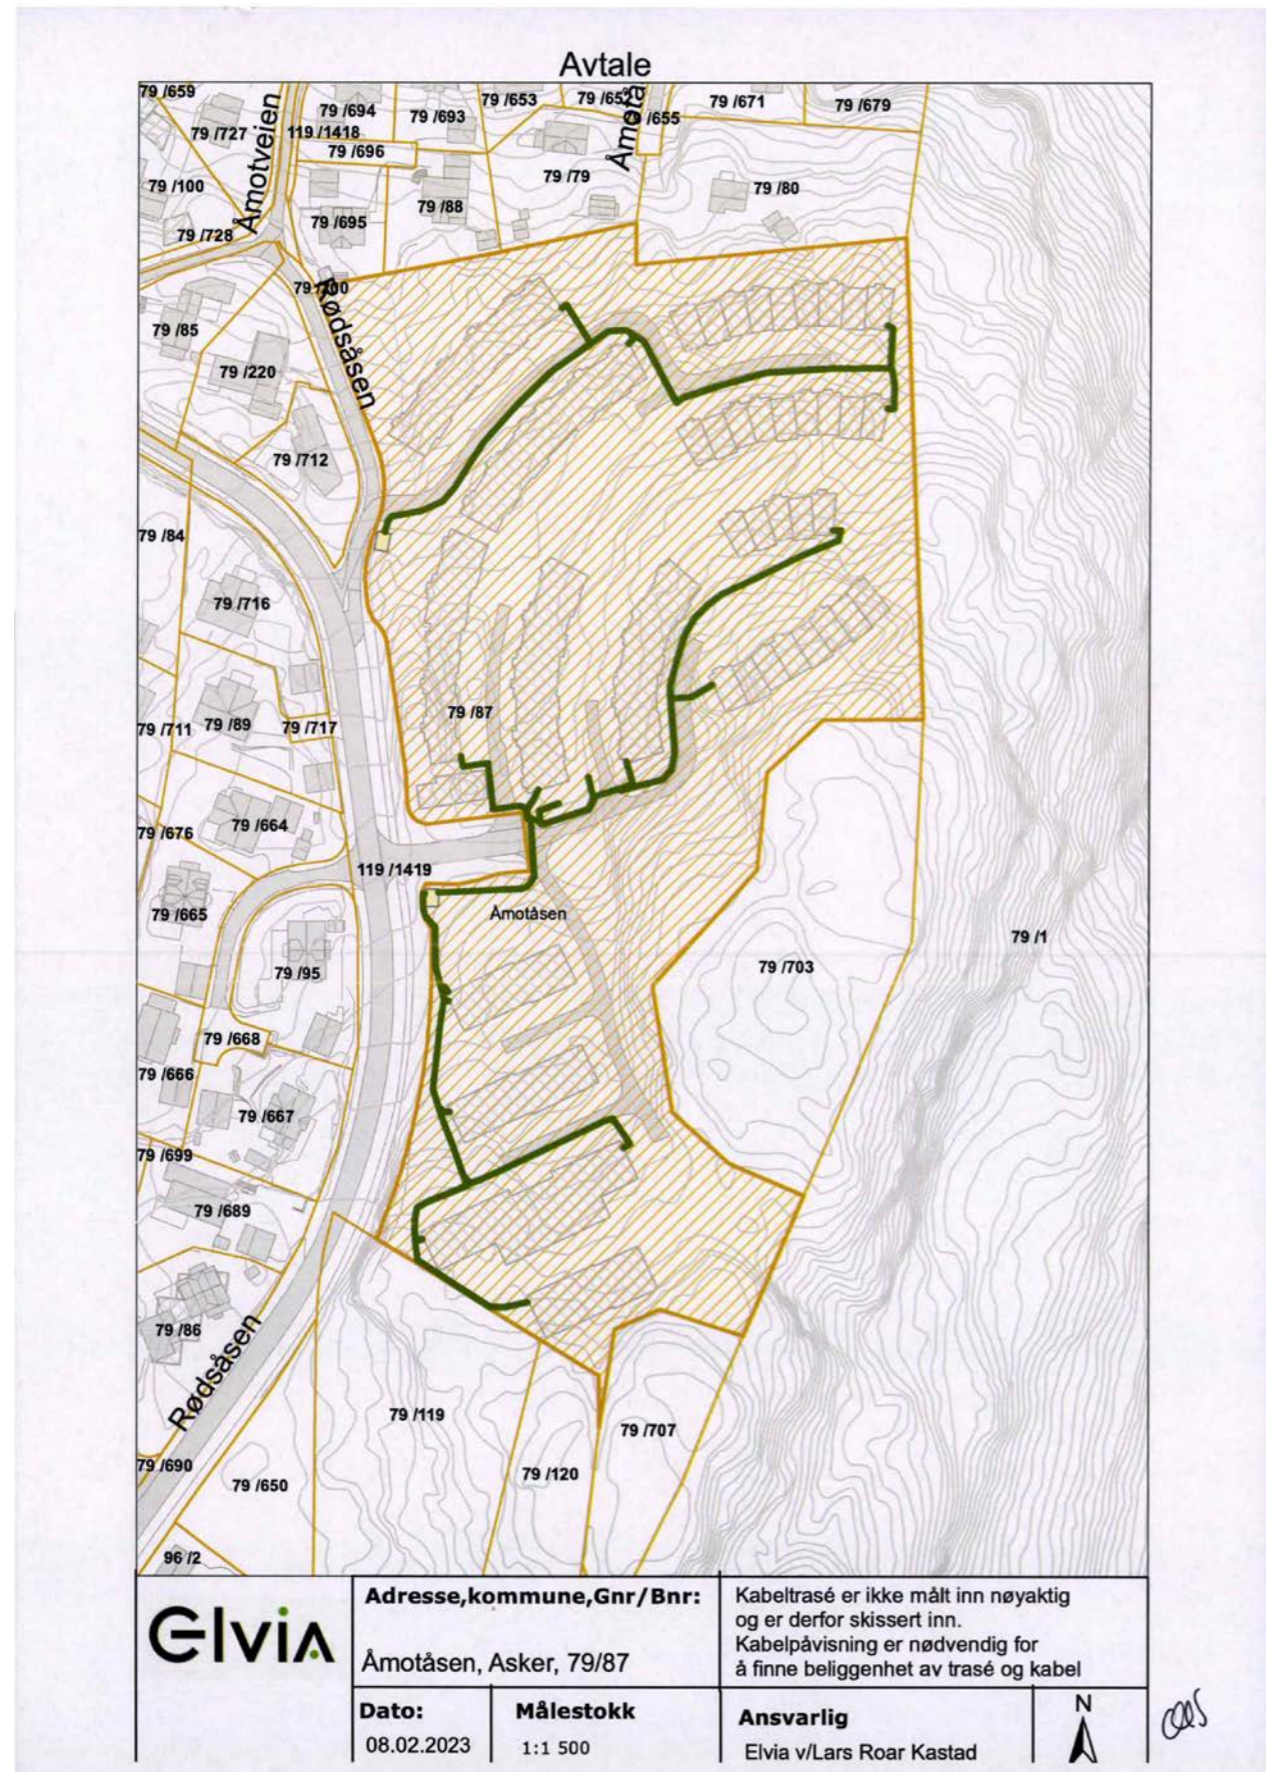 Avtale
79 /659
79 /694
79 /693
79 /653
79 /652
79 /655
79 /671
79 /679
79 /727
119 /1418
79 /696
Åmotveien
Åmotå
79 /100
79 /79
79 /80
79 /695
79 /88
79 /728
Rødsåsen
79 /85
79 /220
79 /712
79 /84
79 /716
79 /711
79 /89
79 /717
79 /87
79 /676
79 /664
119 /1419
79 /665
Åmotåsen
79 /1
79 /95
79 /703
79 /668
79 /666
79 /667
79 /699
79 /689
79 /86
Rødsåsen
79 /119
79 /707
79 /690
79 /650
79 /120
96 /2
Elvia
Adresse,kommune,Gnr/Bnr:
Åmotåsen, Asker, 79/87
Kabeltrasé er ikke målt inn nøyaktig
og er derfor skissert inn.
Kabelpåvisning er nødvendig for
å finne beliggenhet av trasé og kabel
Dato:
08.02.2023
Målestokk
1:1 500
Ansvarlig
Elvia v/Lars Roar Kastad
N